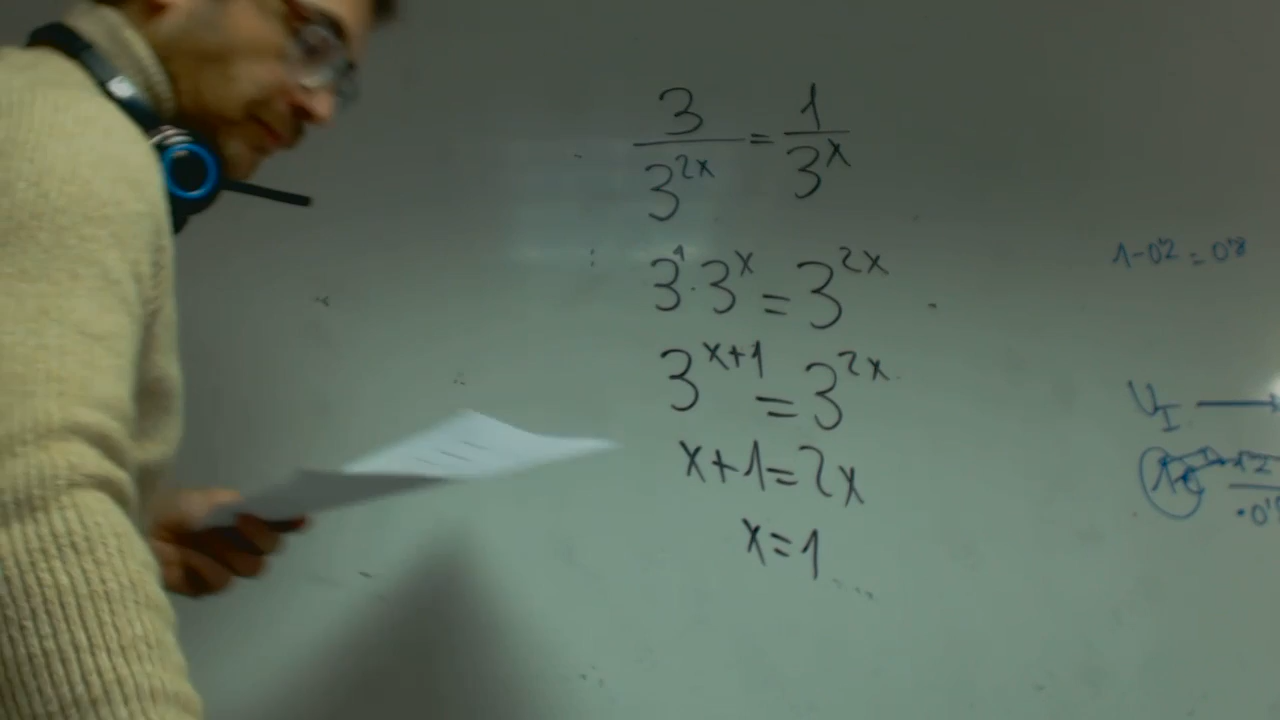 3/3^2x = 1/3^x
3^1·3^x = 3^2x
3^x+1 = 3^2x
x+1=2x
x=1
1-0.2=0.8
U_I →